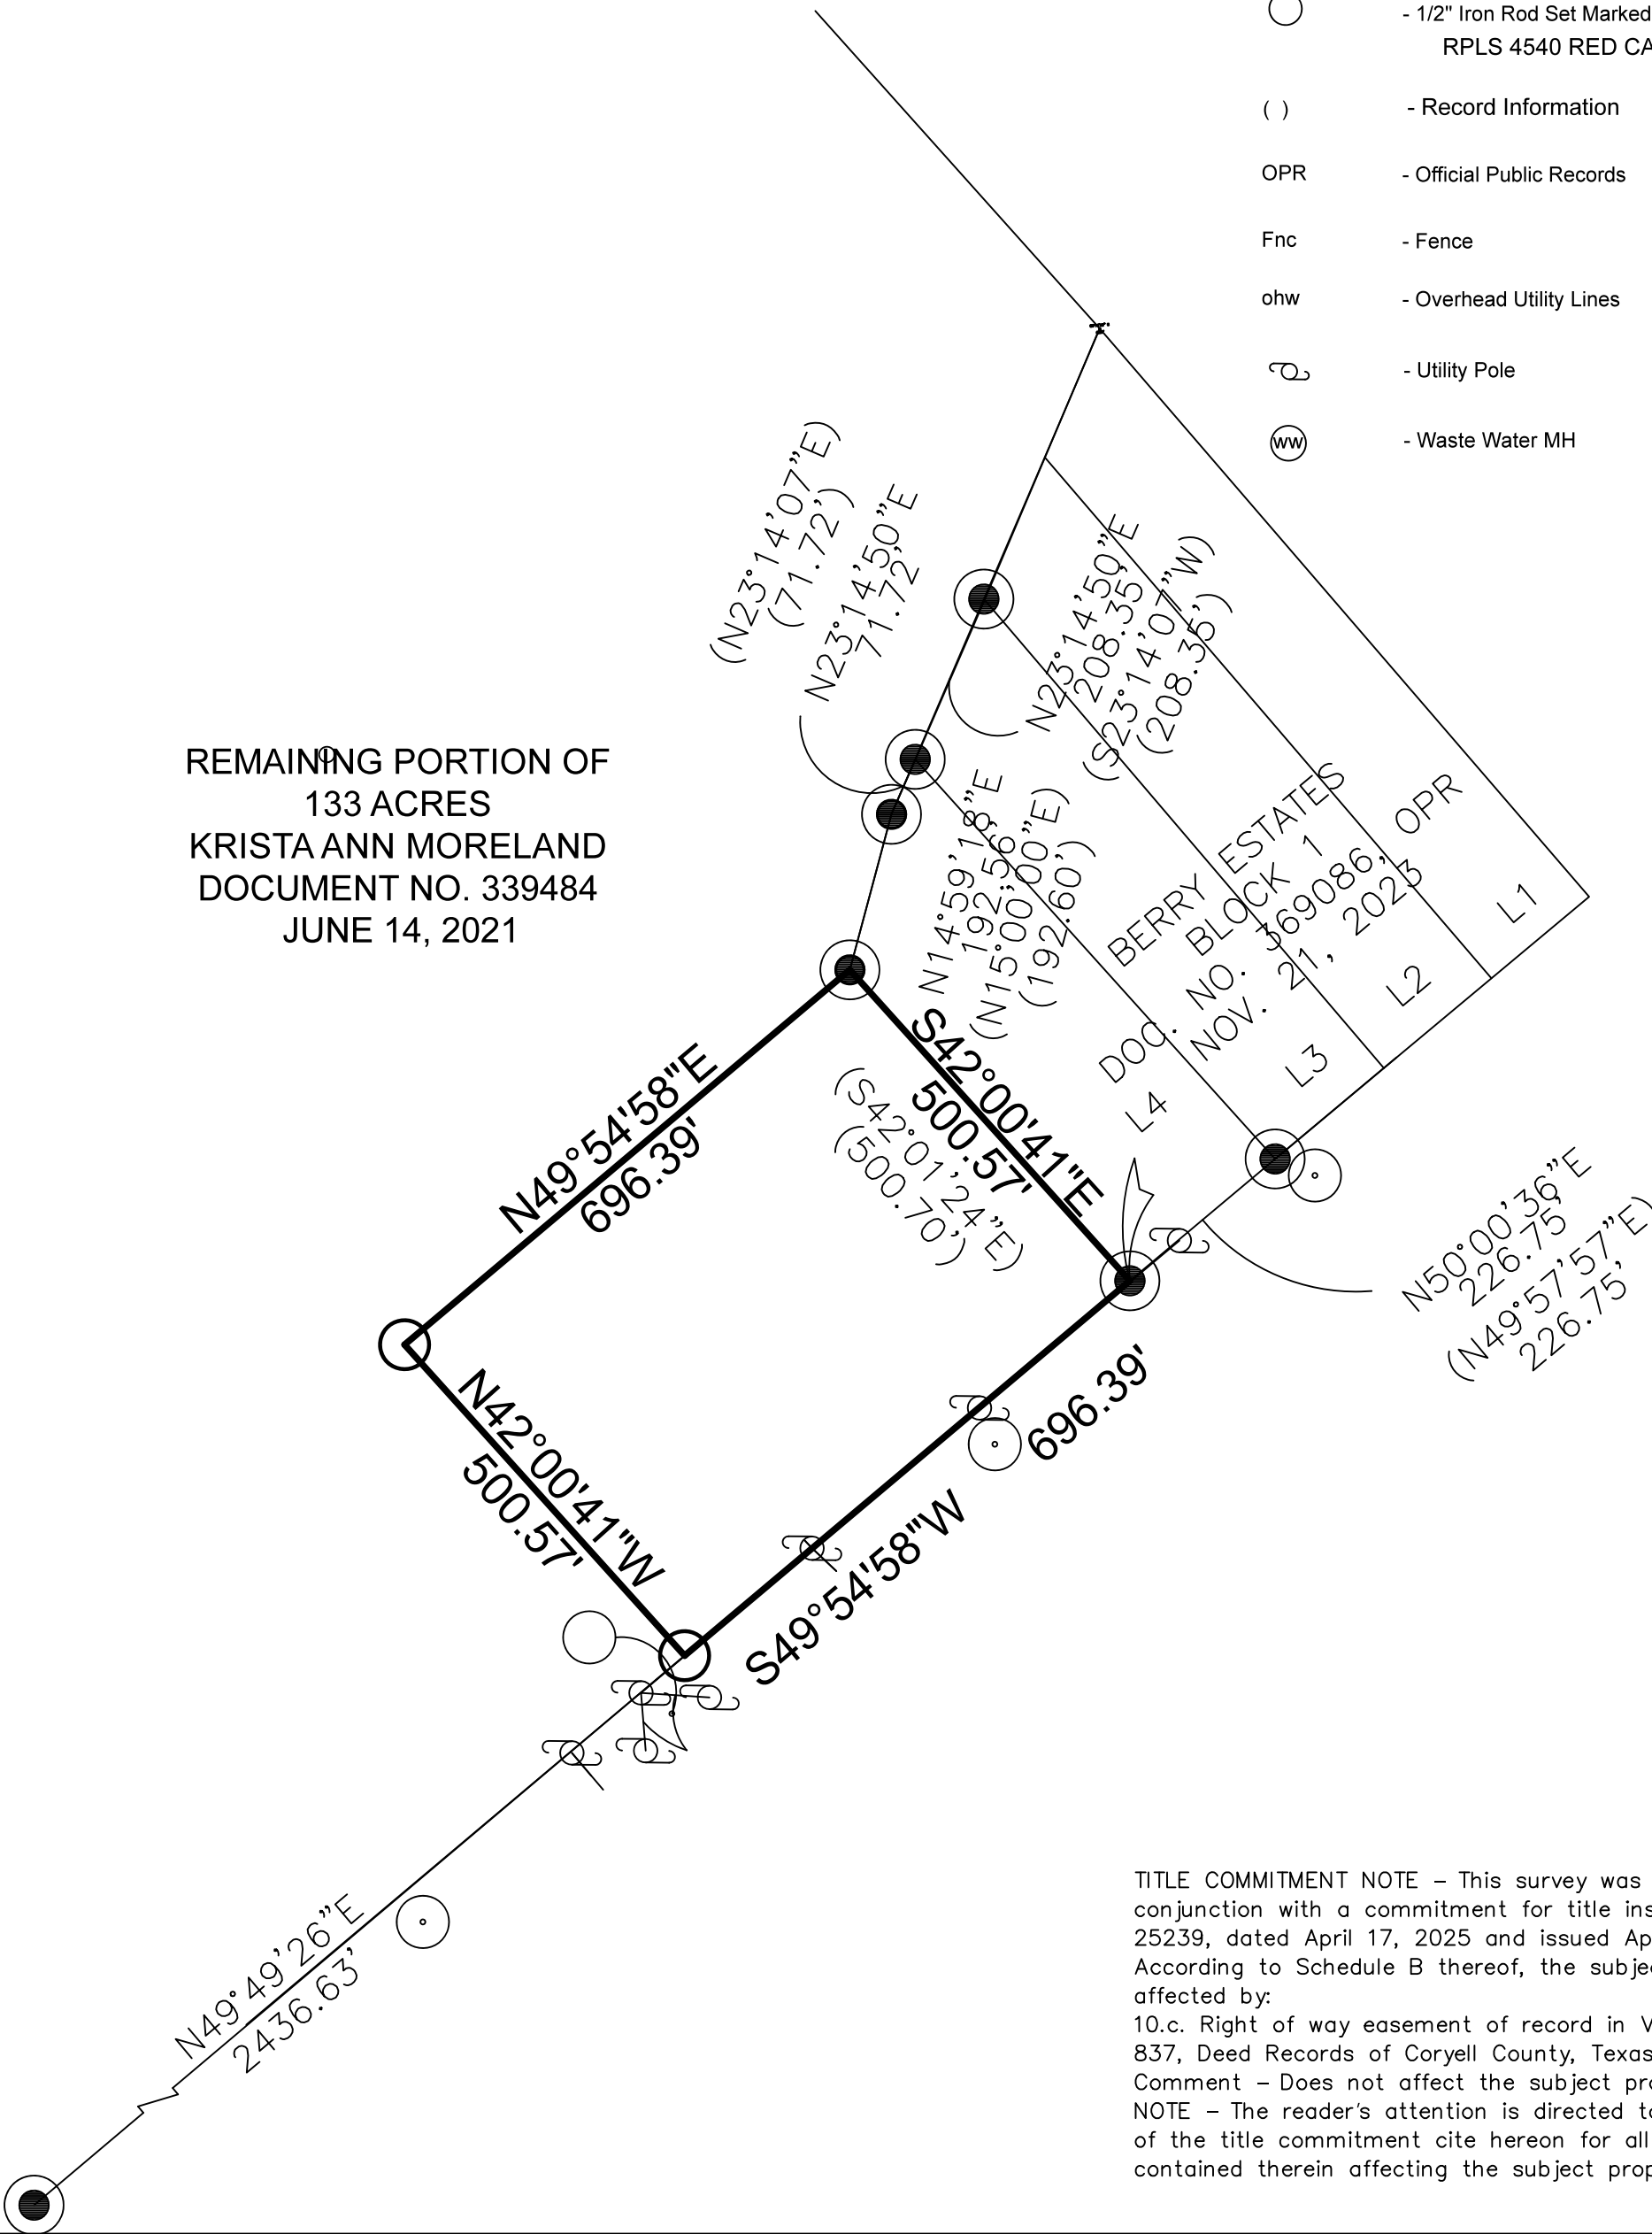 - 1/2" Iron Rod Set Marked
RPLS 4540 RED CA
( ) - Record Information
OPR - Official Public Records
Fnc - Fence
ohw - Overhead Utility Lines
- Utility Pole
WW - Waste Water MH
(N23°14'07"E)
(71.72')
N23°14'50"E
71.72'
N23°14'50"E
208.35'
(S23°14'07"W)
(208.35')
REMAINING PORTION OF
133 ACRES
KRISTA ANN MORELAND
DOCUMENT NO. 339484
JUNE 14, 2021
N14°59'18"E
192.56'
(N15°00'00"E)
(192.60')
BERRY ESTATES
BLOCK 1
DOC. NO. 369086, OPR
NOV. 21, 2023
L1
L2
L3
L4
S42°00'41"E
500.57'
(S42°01'24"E)
(500.70')
N49°54'58"E
696.39'
N50°00'36"E
226.75'
(N49°57'57"E)
226.75'
N42°00'41"W
500.57'
S49°54'58"W 696.39'
N49°49'26"E
2436.63'
TITLE COMMITMENT NOTE – This survey was
conjunction with a commitment for title ins
25239, dated April 17, 2025 and issued Ap
According to Schedule B thereof, the subje
affected by:
10.c. Right of way easement of record in V
837, Deed Records of Coryell County, Texas
Comment – Does not affect the subject pro
NOTE – The reader's attention is directed to
of the title commitment cite hereon for all
contained therein affecting the subject prop